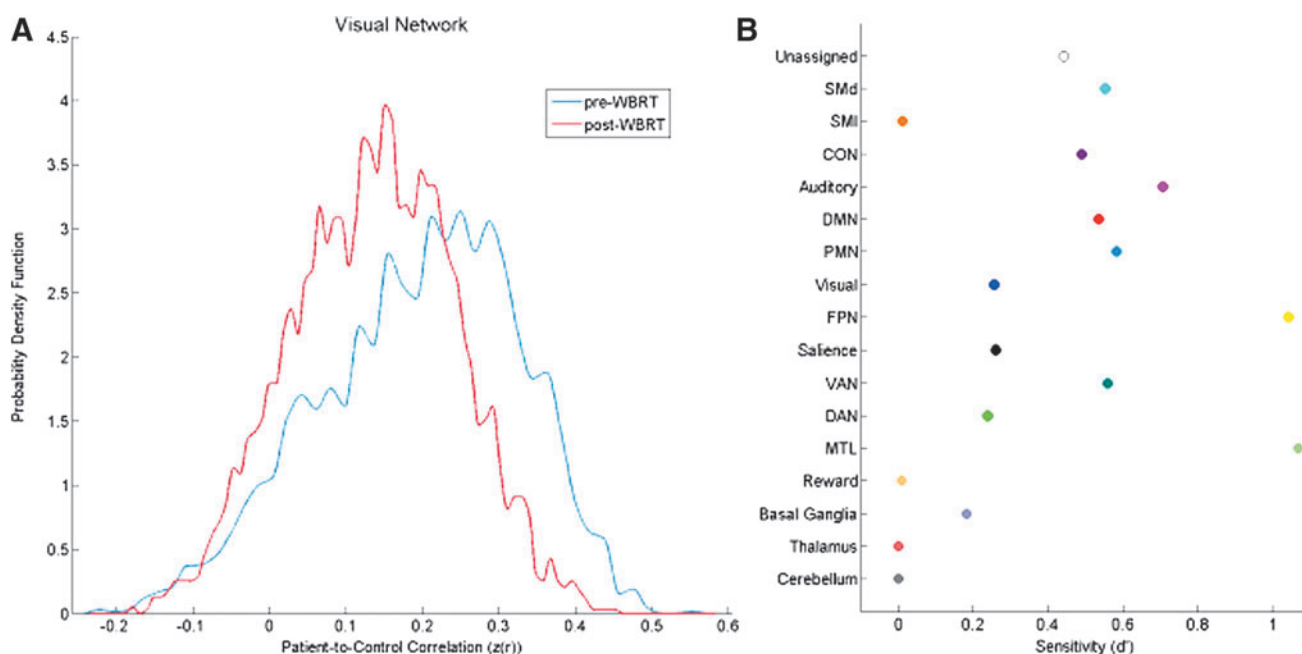 A
Visual Network
4.5
4
3.5
3
2.5
2
1.5
1
0.5
0
Probability Density Function
pre-WBRT
post-WBRT
-0.2 -0.1 0 0.1 0.2 0.3 0.4 0.5 0.6
Patient-to-Control Correlation (z(r))
B
Unassigned
SMd
SMl
CON
Auditory
DMN
PMN
Visual
FPN
Salience
VAN
DAN
MTL
Reward
Basal Ganglia
Thalamus
Cerebellum
0 0.2 0.4 0.6 0.8 1
Sensitivity (d')